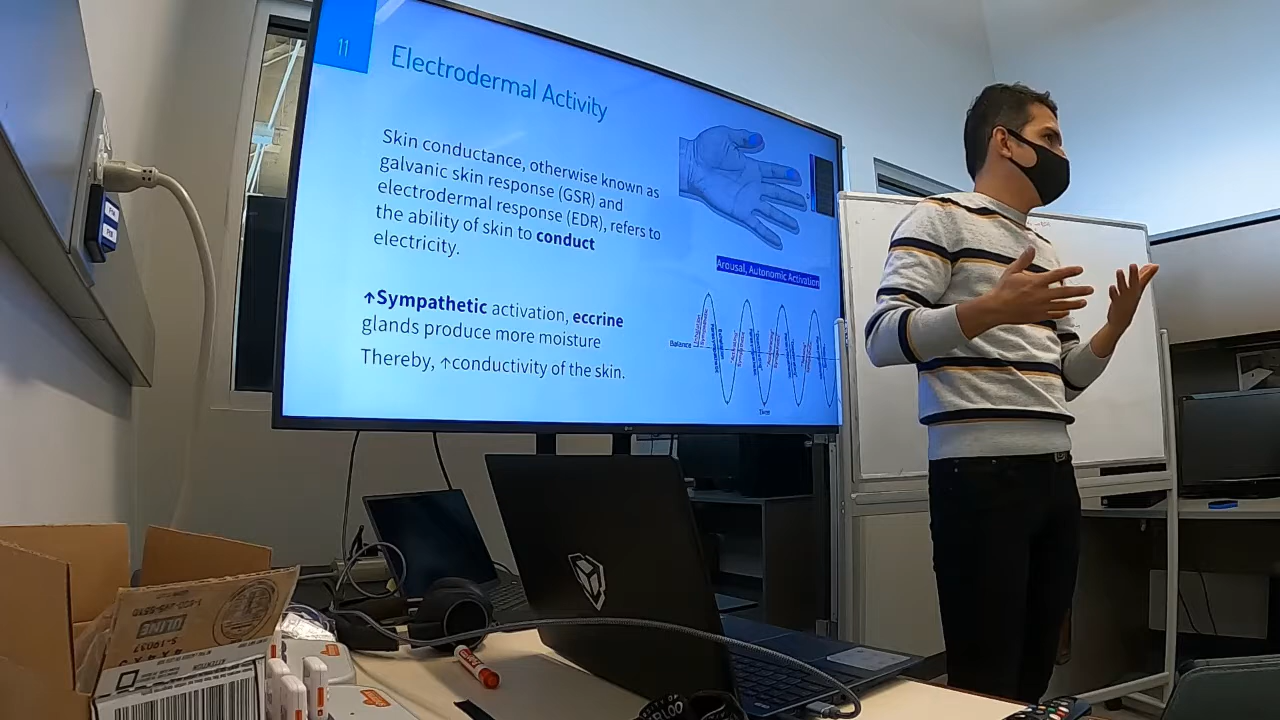 11
Electrodermal Activity
Skin conductance, otherwise known as
galvanic skin response (GSR) and
electrodermal response (EDR), refers to
the ability of skin to conduct
electricity.
↑Sympathetic activation, eccrine
glands produce more moisture
Thereby, ↑conductivity of the skin.
Arousal, Autonomic Activation
Balance
Time
ULINE
ATTENTION